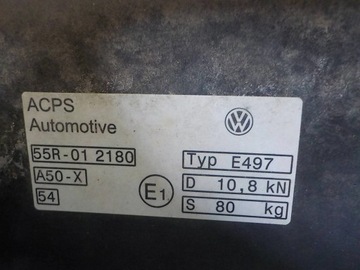 ACPS
Automotive
55R-01 2180
A50-X
54
E1
Typ E497
D 10,8 kN
S 80 kg